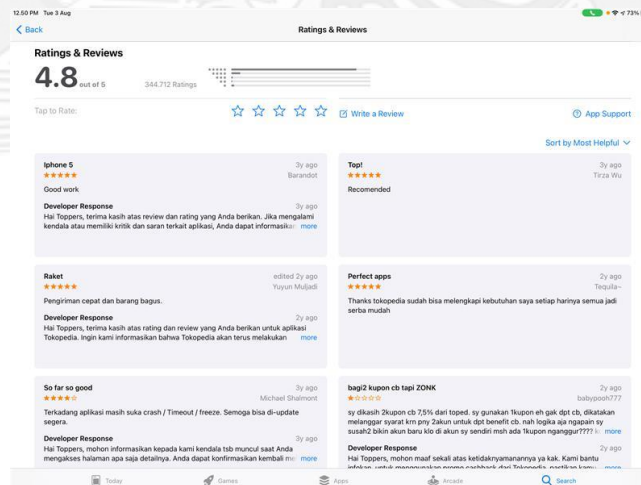 12.50 PM Tue 3 Aug
73%
Back
Ratings & Reviews
Ratings & Reviews
4.8 out of 5
344.712 Ratings
Tap to Rate:
Write a Review
App Support
Sort by Most Helpful
Iphone 5
3y ago
Barandot
Good work
Developer Response
3y ago
Hai Toppers, terima kasih atas review dan rating yang Anda berikan. Jika mengalami
kendala atau memiliki kritik dan saran terkait aplikasi, Anda dapat informasikan more
Top!
3y ago
Tirza Wu
Recomended
Raket
edited 2y ago
Yuyun Muljadi
Pengiriman cepat dan barang bagus.
Developer Response
2y ago
Hai Toppers, terima kasih atas rating dan review yang Anda berikan untuk aplikasi
Tokopedia. Ingin kami informasikan bahwa Tokopedia akan terus melakukan more
Perfect apps
2y ago
Tequila~
Thanks tokopedia sudah bisa melengkapi kebutuhan saya setiap harinya semua jadi
serba mudah
So far so good
3y ago
Michael Shalmont
Terkadang aplikasi masih suka crash / Timeout / freeze. Semoga bisa di-update
segera.
Developer Response
3y ago
Hai Toppers, mohon informasikan kepada kami kendala tsb muncul saat Anda
mengakses halaman apa saja detailnya. Anda dapat konfirmasikan kembali more
bagi2 kupon cb tapi ZONK
2y ago
babypooh777
sy dikasih 2kupon cb 7,5% dari toped. sy gunakan 1kupon eh gak dpt cb, dikatakan
melanggar syarat krn pny 2akun untuk dpt benefit cb. nah logika aja ngapain sy
susah2 bikin akun baru klo di akun sy sendiri msh ada 1kupon nganggur???? more
Developer Response
2y ago
Hai Toppers, mohon maaf sekali atas ketidaknyamanannya ya kak. Kami bantu
infokan, untuk menggunakan promo cashback dari Tokopedia, pastikan more
Today
Games
Apps
Arcade
Search